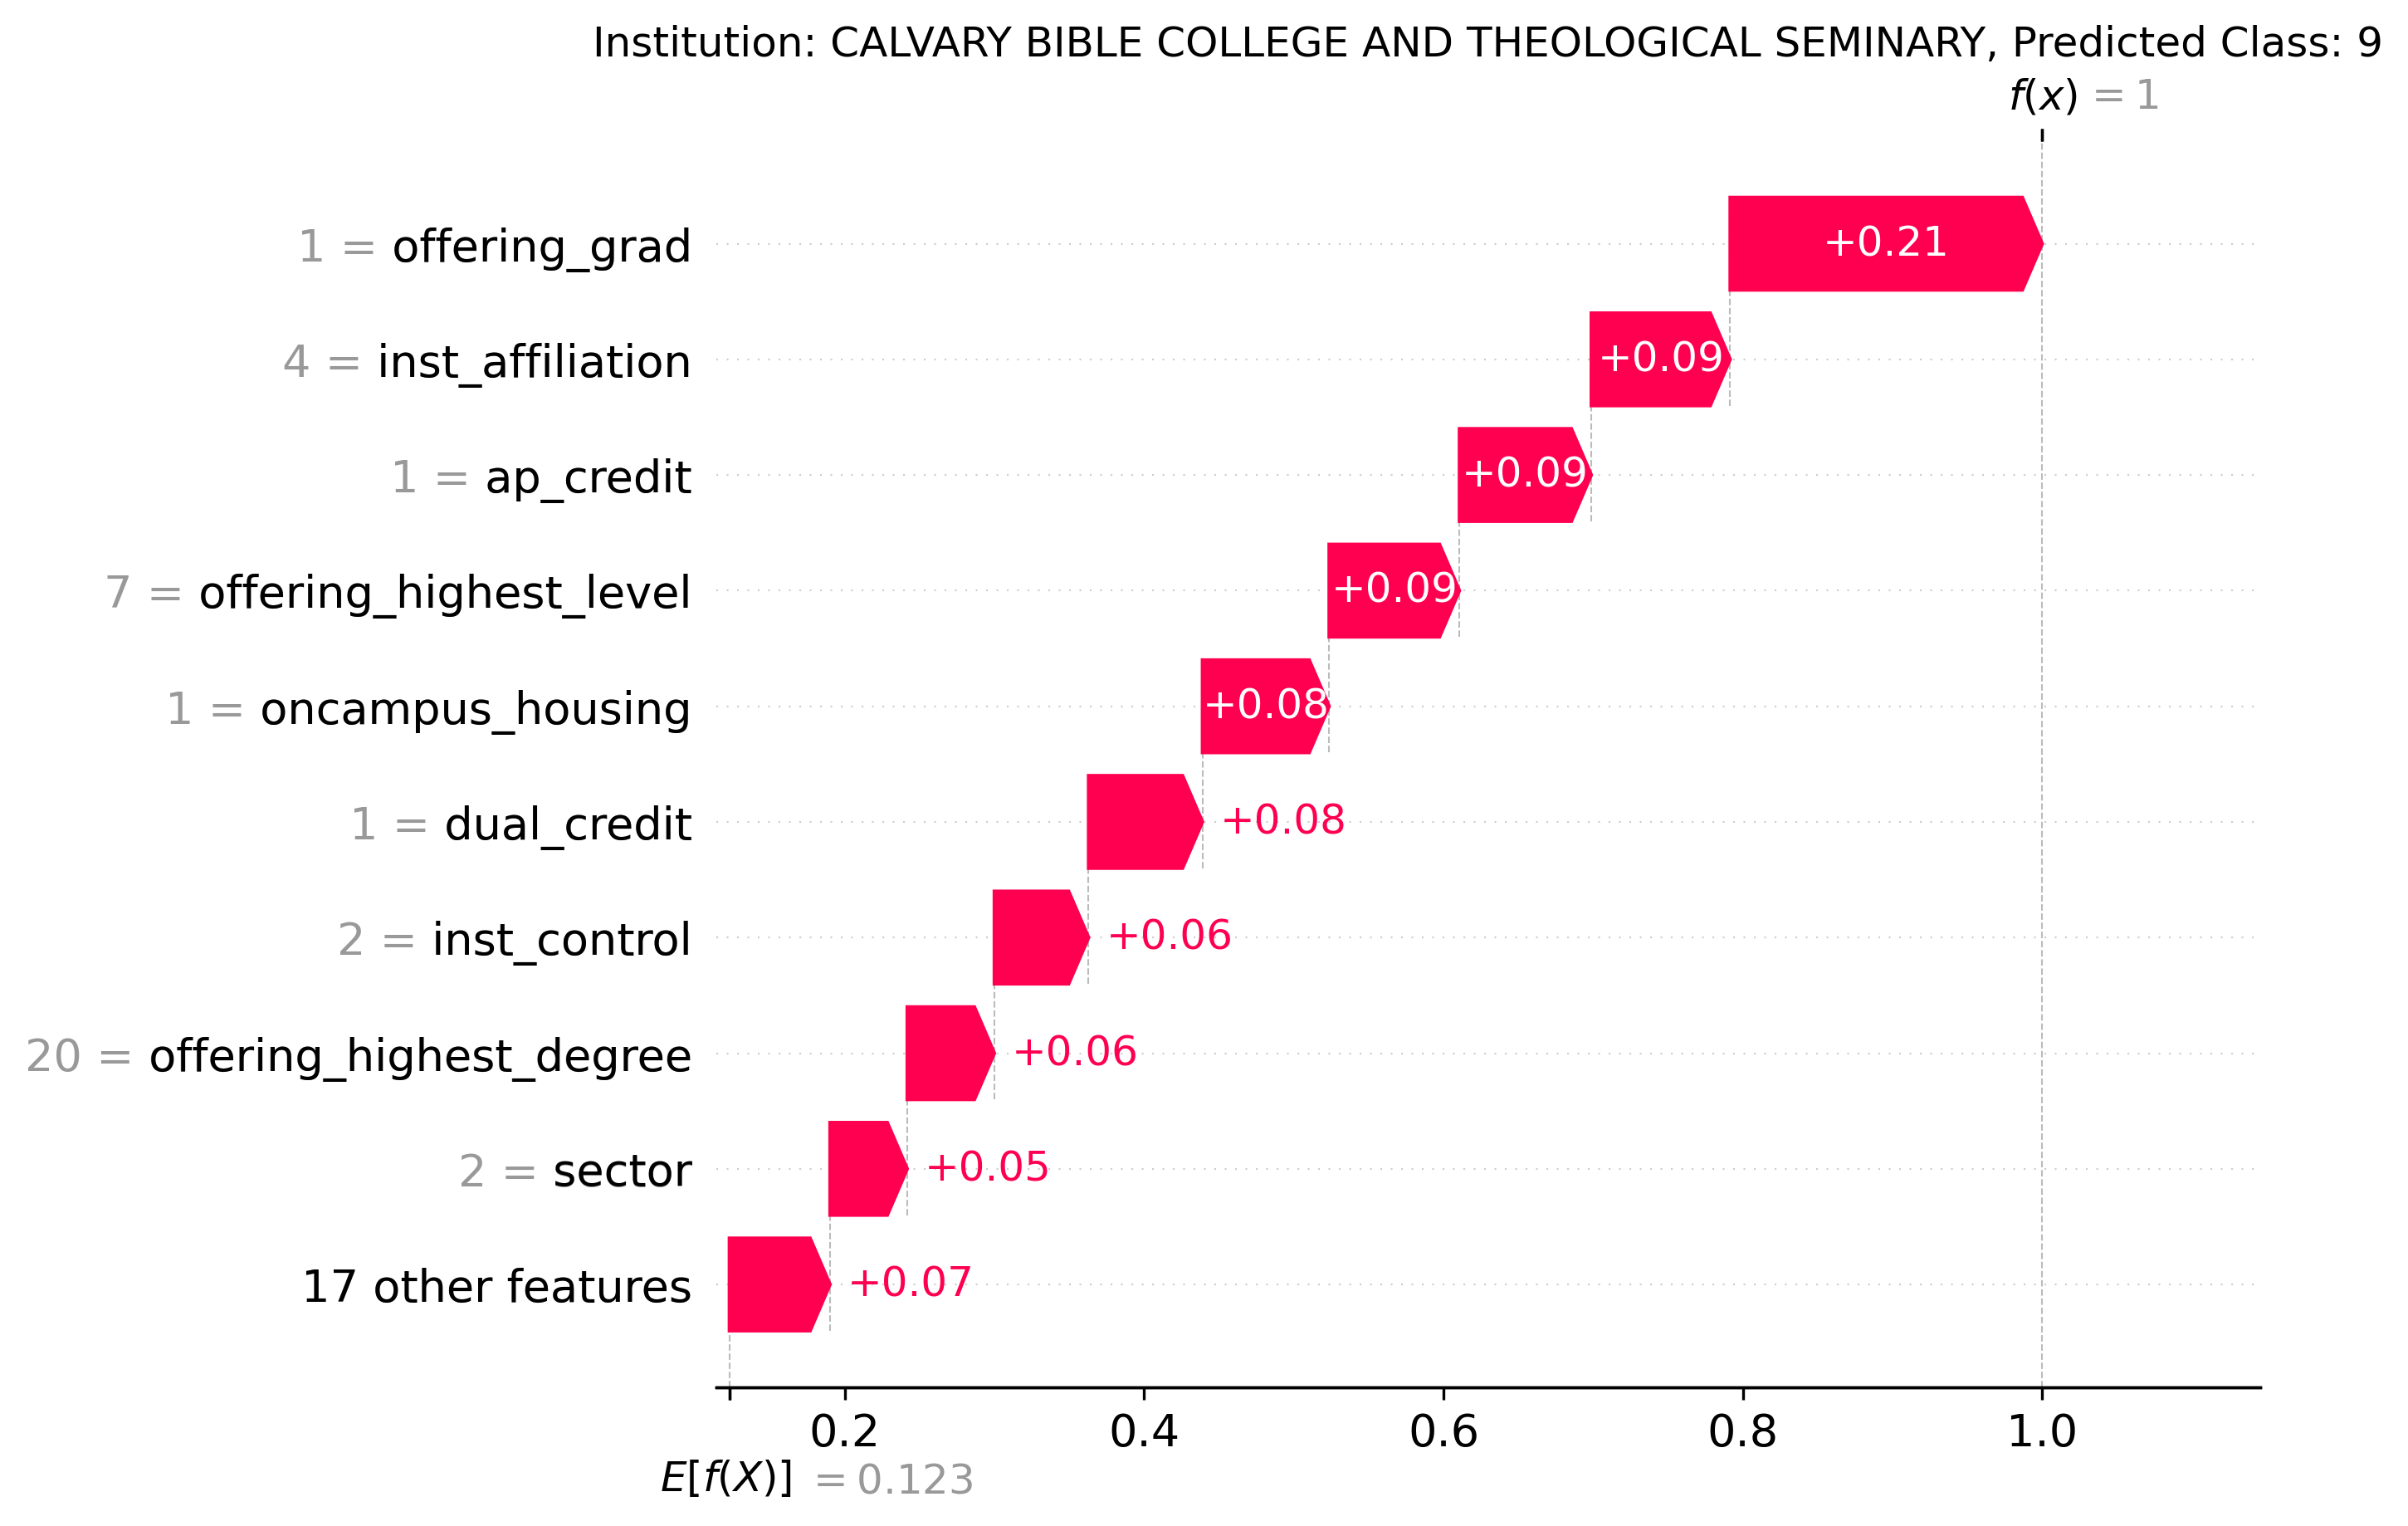 Institution: CALVARY BIBLE COLLEGE AND THEOLOGICAL SEMINARY, Predicted Class: 9
f(x) = 1
1 = offering_grad +0.21
4 = inst_affiliation +0.09
1 = ap_credit +0.09
7 = offering_highest_level +0.09
1 = oncampus_housing +0.08
1 = dual_credit +0.08
2 = inst_control +0.06
20 = offering_highest_degree +0.06
2 = sector +0.05
17 other features +0.07
0.2 0.4 0.6 0.8 1.0
E[f(X)] = 0.123